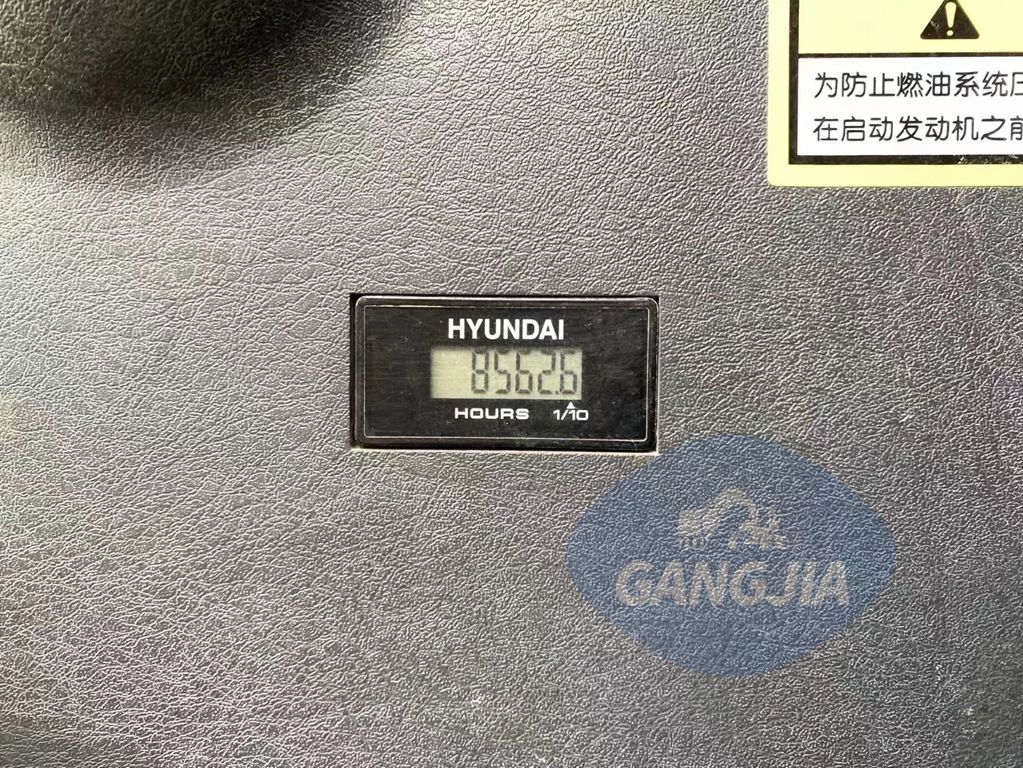 为防止燃油系统
在启动发动机之前
HYUNDAI
8562.6
HOURS 1/10
GANGJIA